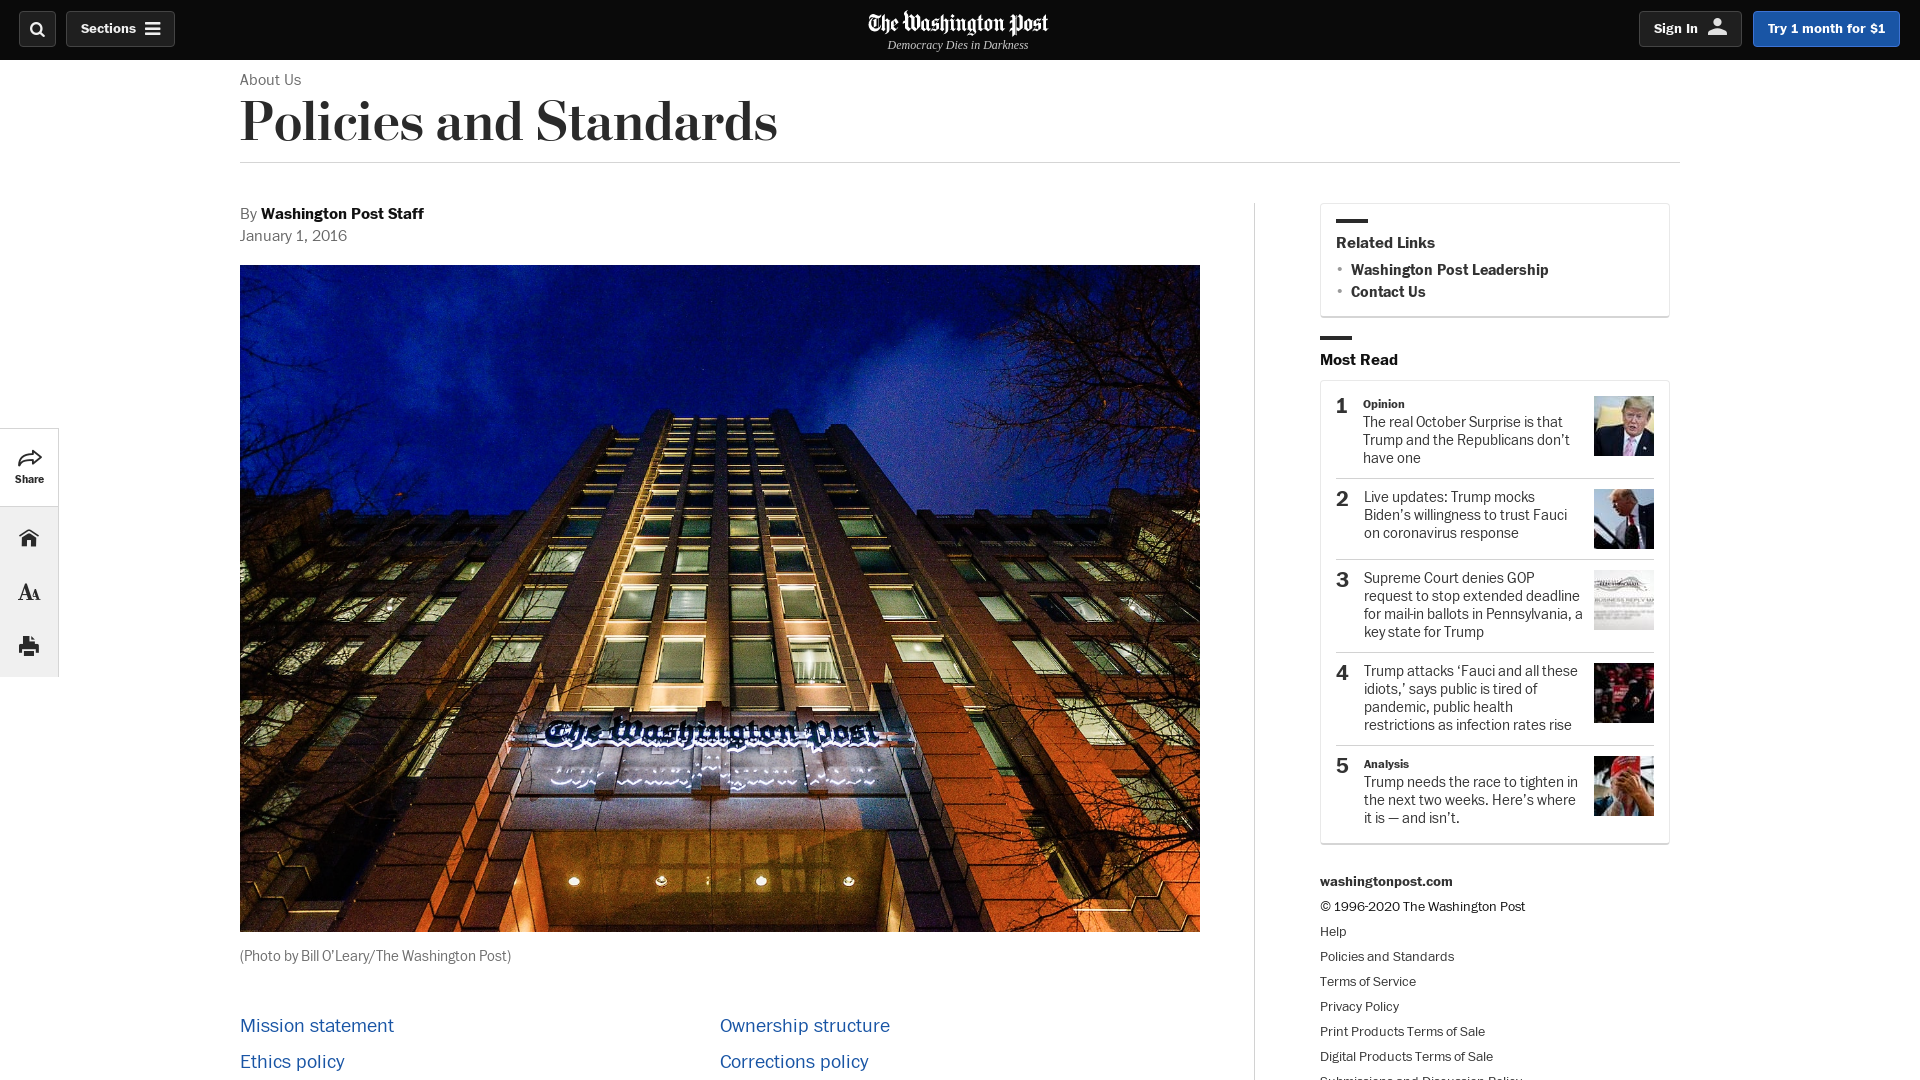 Sections
The Washington Post
Democracy Dies in Darkness
Sign In
Try 1 month for $1
About Us
Policies and Standards
By Washington Post Staff
January 1, 2016
The Washington Post
(Photo by Bill O’Leary/The Washington Post)
Mission statement
Ownership structure
Ethics policy
Corrections policy
Share
AA
Related Links
Washington Post Leadership
Contact Us
Most Read
1
Opinion
The real October Surprise is that
Trump and the Republicans don’t
have one
2
Live updates: Trump mocks
Biden’s willingness to trust Fauci
on coronavirus response
3
Supreme Court denies GOP
request to stop extended deadline
for mail-in ballots in Pennsylvania, a
key state for Trump
4
Trump attacks ‘Fauci and all these
idiots,’ says public is tired of
pandemic, public health
restrictions as infection rates rise
5
Analysis
Trump needs the race to tighten in
the next two weeks. Here’s where
it is — and isn’t.
washingtonpost.com
© 1996-2020 The Washington Post
Help
Policies and Standards
Terms of Service
Privacy Policy
Print Products Terms of Sale
Digital Products Terms of Sale
Submissions and Discussion Policy